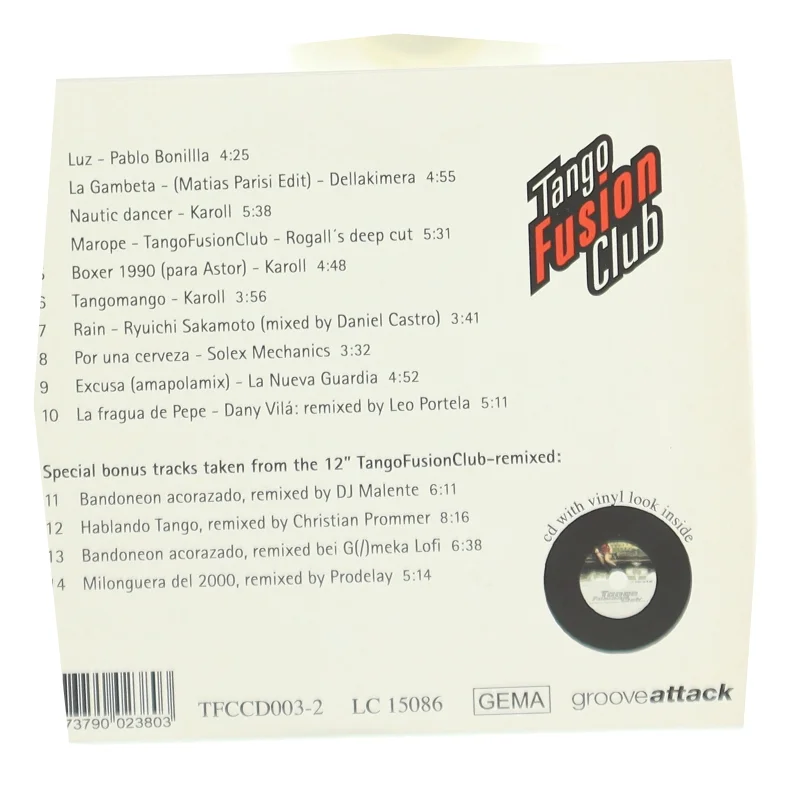 Luz - Pablo Bonillla 4:25
La Gambeta - (Matias Parisi Edit) - Dellakimera 4:55
Nautic dancer - Karoll 5:38
Marope - TangoFusionClub - Rogall´s deep cut 5:31
Boxer 1990 (para Astor) - Karoll 4:48
6 Tangomango - Karoll 3:56
7 Rain - Ryuichi Sakamoto (mixed by Daniel Castro) 3:41
8 Por una cerveza - Solex Mechanics 3:32
9 Excusa (amapolamix) - La Nueva Guardia 4:52
10 La fragua de Pepe - Dany Vilá: remixed by Leo Portela 5:11
Tango
Fusion
Club
Special bonus tracks taken from the 12" TangoFusionClub-remixed:
11 Bandoneon acorazado, remixed by DJ Malente 6:11
12 Hablando Tango, remixed by Christian Prommer 8:16
13 Bandoneon acorazado, remixed bei G(/)meka Lofi 6:38
14 Milonguera del 2000, remixed by Prodelay 5:14
cd with vinyl look inside
73790 023803
TFCCD003-2 LC 15086 GEMA grooveattack